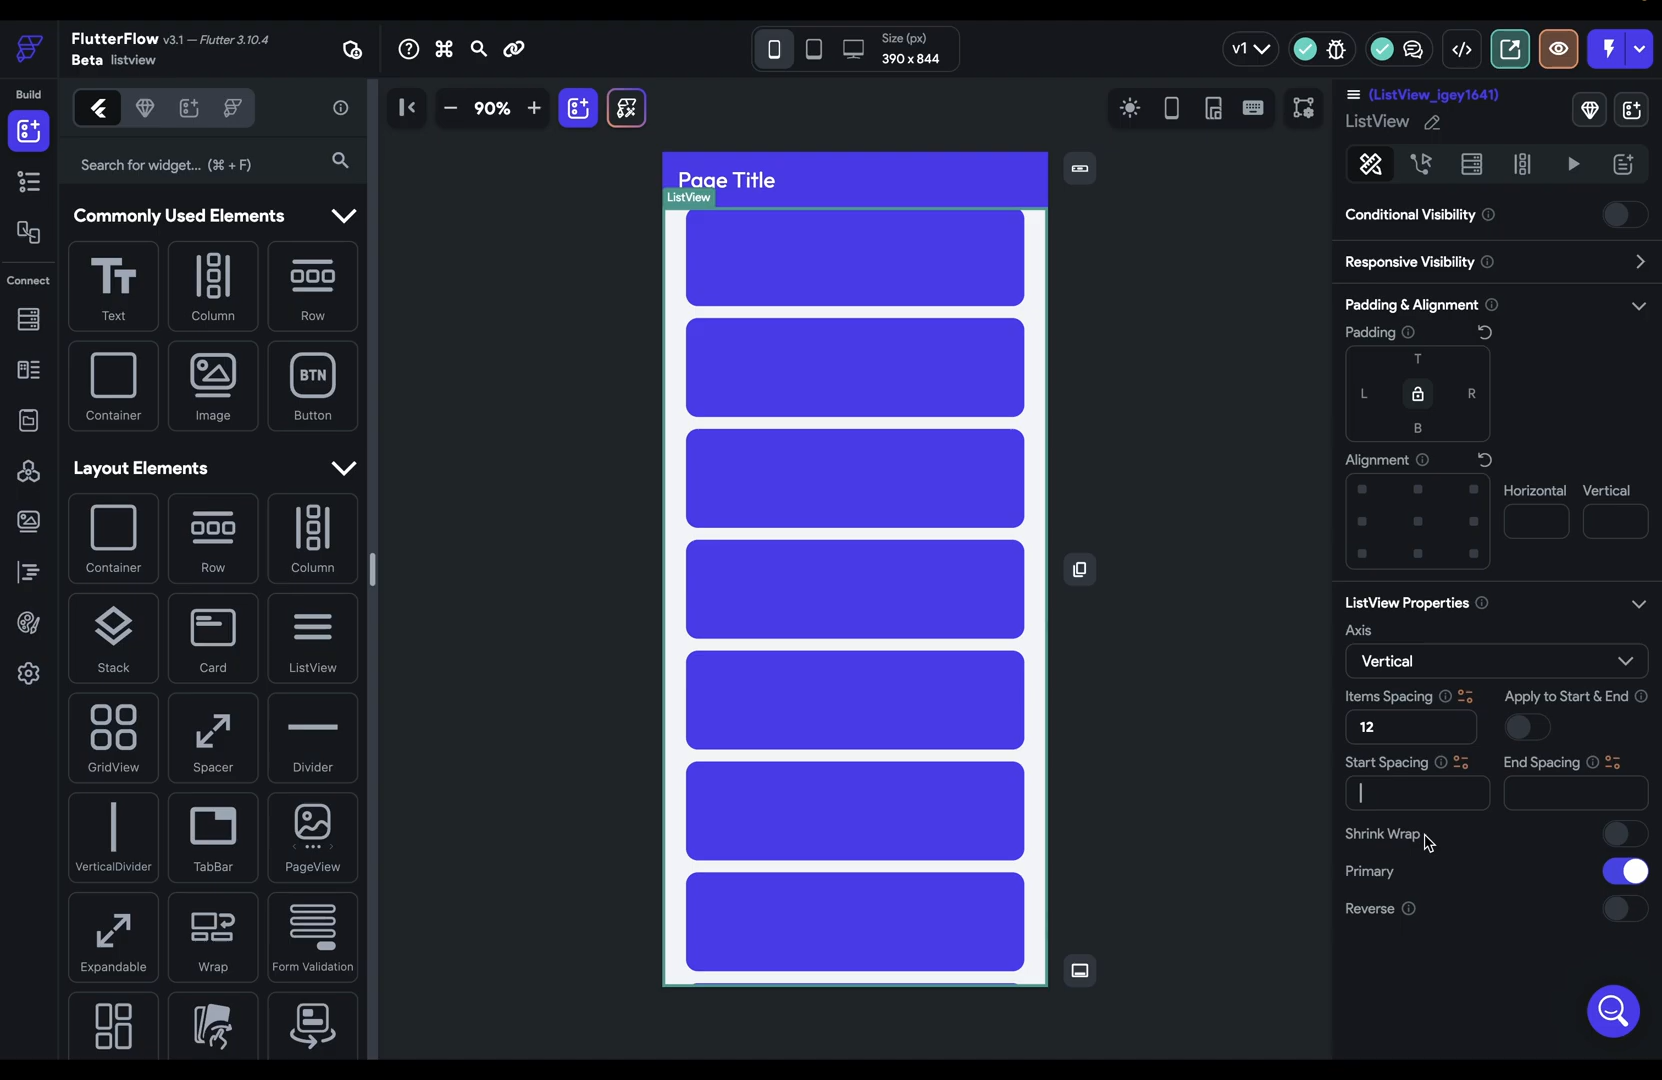 FlutterFlow v3.1 — Flutter 3.10.4
Beta listview
Size (px)
390 x 844
v1
Build
Connect
Search for widget... (⌘ + F)
Commonly Used Elements
Text
Column
Row
Container
Image
BTN
Button
Layout Elements
Container
Row
Column
Stack
Card
ListView
GridView
Spacer
Divider
VerticalDivider
TabBar
PageView
Expandable
Wrap
Form Validation
90%
Page Title
ListView
(ListView_igey1641)
ListView
Conditional Visibility
Responsive Visibility
Padding & Alignment
Padding
T
L
R
B
Alignment
Horizontal
Vertical
ListView Properties
Axis
Vertical
Items Spacing
Apply to Start & End
12
Start Spacing
End Spacing
Shrink Wrap
Primary
Reverse